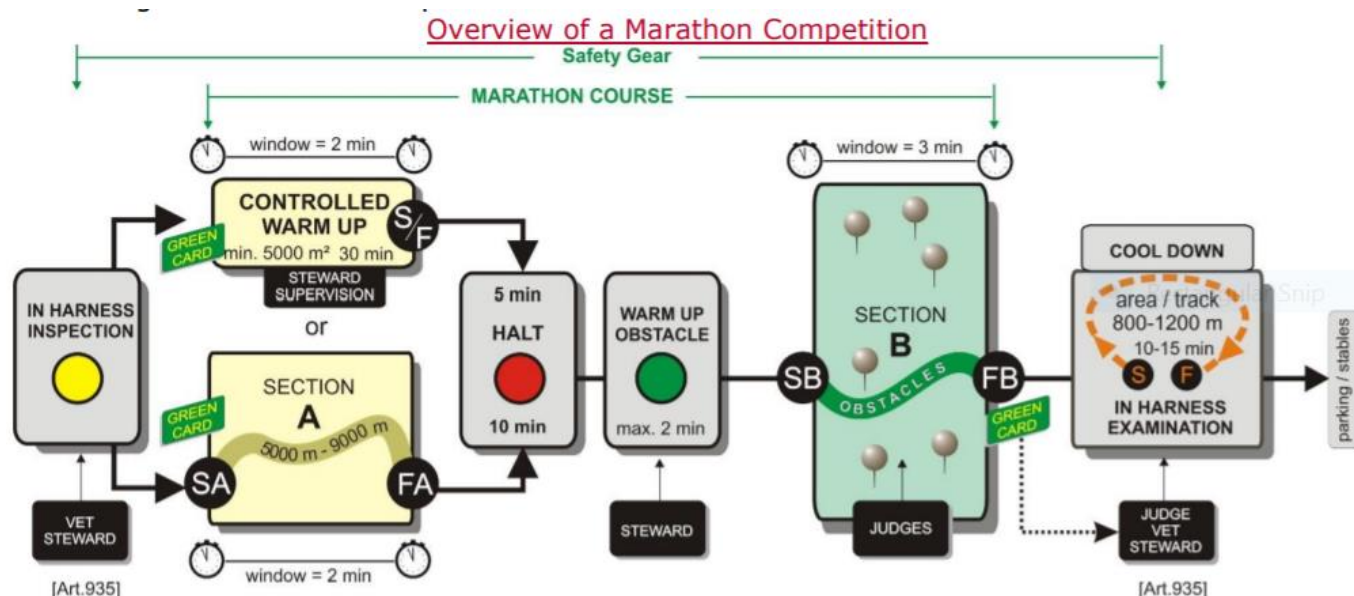 Overview of a Marathon Competition
Safety Gear
MARATHON COURSE
window = 2 min
window = 3 min
CONTROLLED
WARM UP
S/F
min. 5000 m² 30 min
GREEN
CARD
STEWARD
SUPERVISION
or
IN HARNESS
INSPECTION
VET
STEWARD
[Art.935]
SECTION
A
5000 m - 9000 m
GREEN
CARD
SA
FA
window = 2 min
5 min
HALT
10 min
WARM UP
OBSTACLE
max. 2 min
STEWARD
SECTION
B
SB
OBSTACLES
FB
JUDGES
GREEN
CARD
COOL DOWN
area / track
800-1200 m
10-15 min
S
F
IN HARNESS
EXAMINATION
JUDGE
VET
STEWARD
[Art.935]
parking / stables